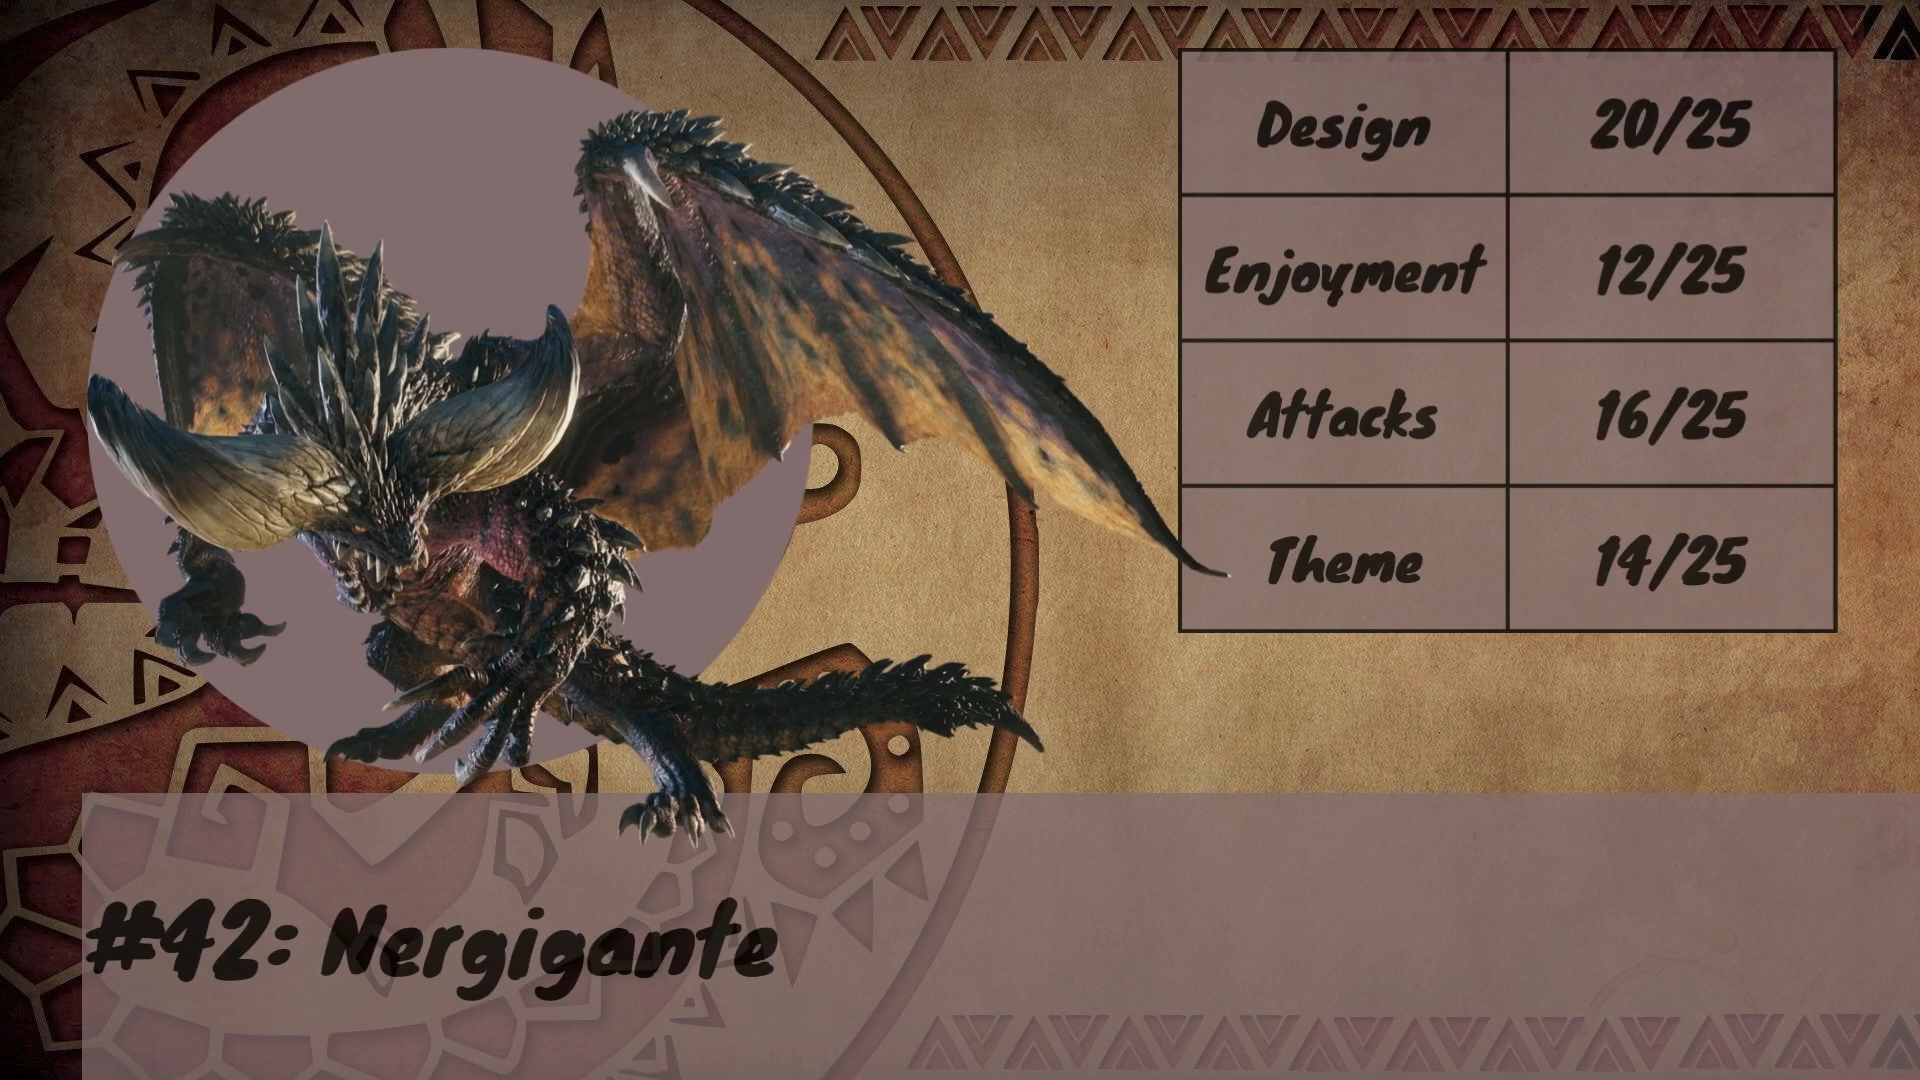 Design 20/25
Enjoyment 12/25
Attacks 16/25
Theme 14/25
#42: Nergigante